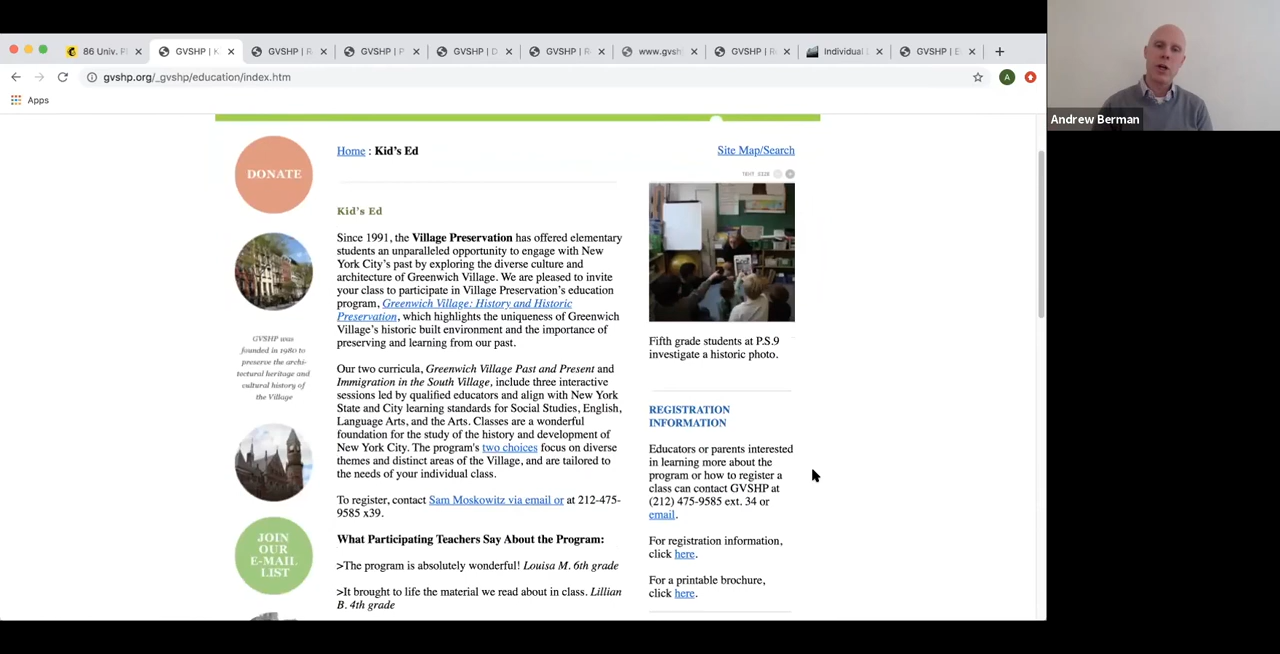 86 Univ. P
GVSHP | K
GVSHP | R
GVSHP | P
GVSHP | D
GVSHP | R
www.gvsh
GVSHP | R
Individual
GVSHP | E
gvshp.org/_gvshp/education/index.htm
A
Apps
Andrew Berman
DONATE
GVSHP was
founded in 1980 to
preserve the archi-
tectural heritage and
cultural history of
the Village
JOIN
OUR
E-MAIL
LIST
Home : Kid's Ed
Site Map/Search
TEXT SIZE
Kid's Ed
Since 1991, the Village Preservation has offered elementary
students an unparalleled opportunity to engage with New
York City's past by exploring the diverse culture and
architecture of Greenwich Village. We are pleased to invite
your class to participate in Village Preservation's education
program, Greenwich Village: History and Historic
Preservation, which highlights the uniqueness of Greenwich
Village's historic built environment and the importance of
preserving and learning from our past.
Our two curricula, Greenwich Village Past and Present and
Immigration in the South Village, include three interactive
sessions led by qualified educators and align with New York
State and City learning standards for Social Studies, English,
Language Arts, and the Arts. Classes are a wonderful
foundation for the study of the history and development of
New York City. The program's two choices focus on diverse
themes and distinct areas of the Village, and are tailored to
the needs of your individual class.
To register, contact Sam Moskowitz via email or at 212-475-
9585 x39.
What Participating Teachers Say About the Program:
>The program is absolutely wonderful! Louisa M. 6th grade
>It brought to life the material we read about in class. Lillian
B. 4th grade
Fifth grade students at P.S.9
investigate a historic photo.
REGISTRATION
INFORMATION
Educators or parents interested
in learning more about the
program or how to register a
class can contact GVSHP at
(212) 475-9585 ext. 34 or
email.
For registration information,
click here.
For a printable brochure,
click here.